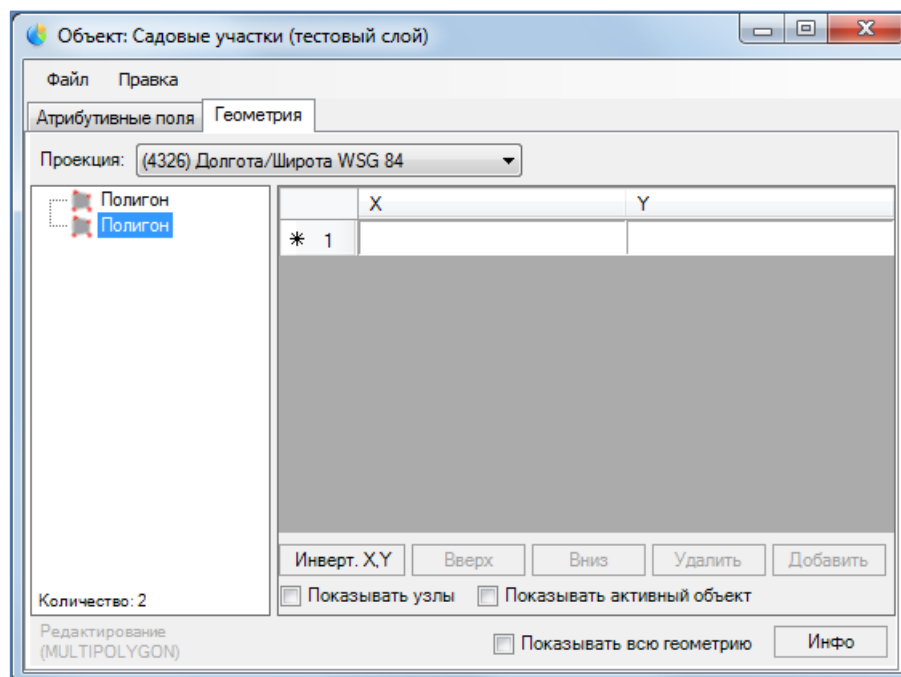 Объект: Садовые участки (тестовый слой)
Файл Правка
Атрибутивные поля Геометрия
Проекция: (4326) Долгота/Широта WSG 84
Полигон
Полигон
X Y
* 1
Инверт. X,Y Вверх Вниз Удалить Добавить
Показывать узлы Показывать активный объект
Количество: 2
Редактирование
(MULTIPOLYGON)
Показывать всю геометрию Инфо